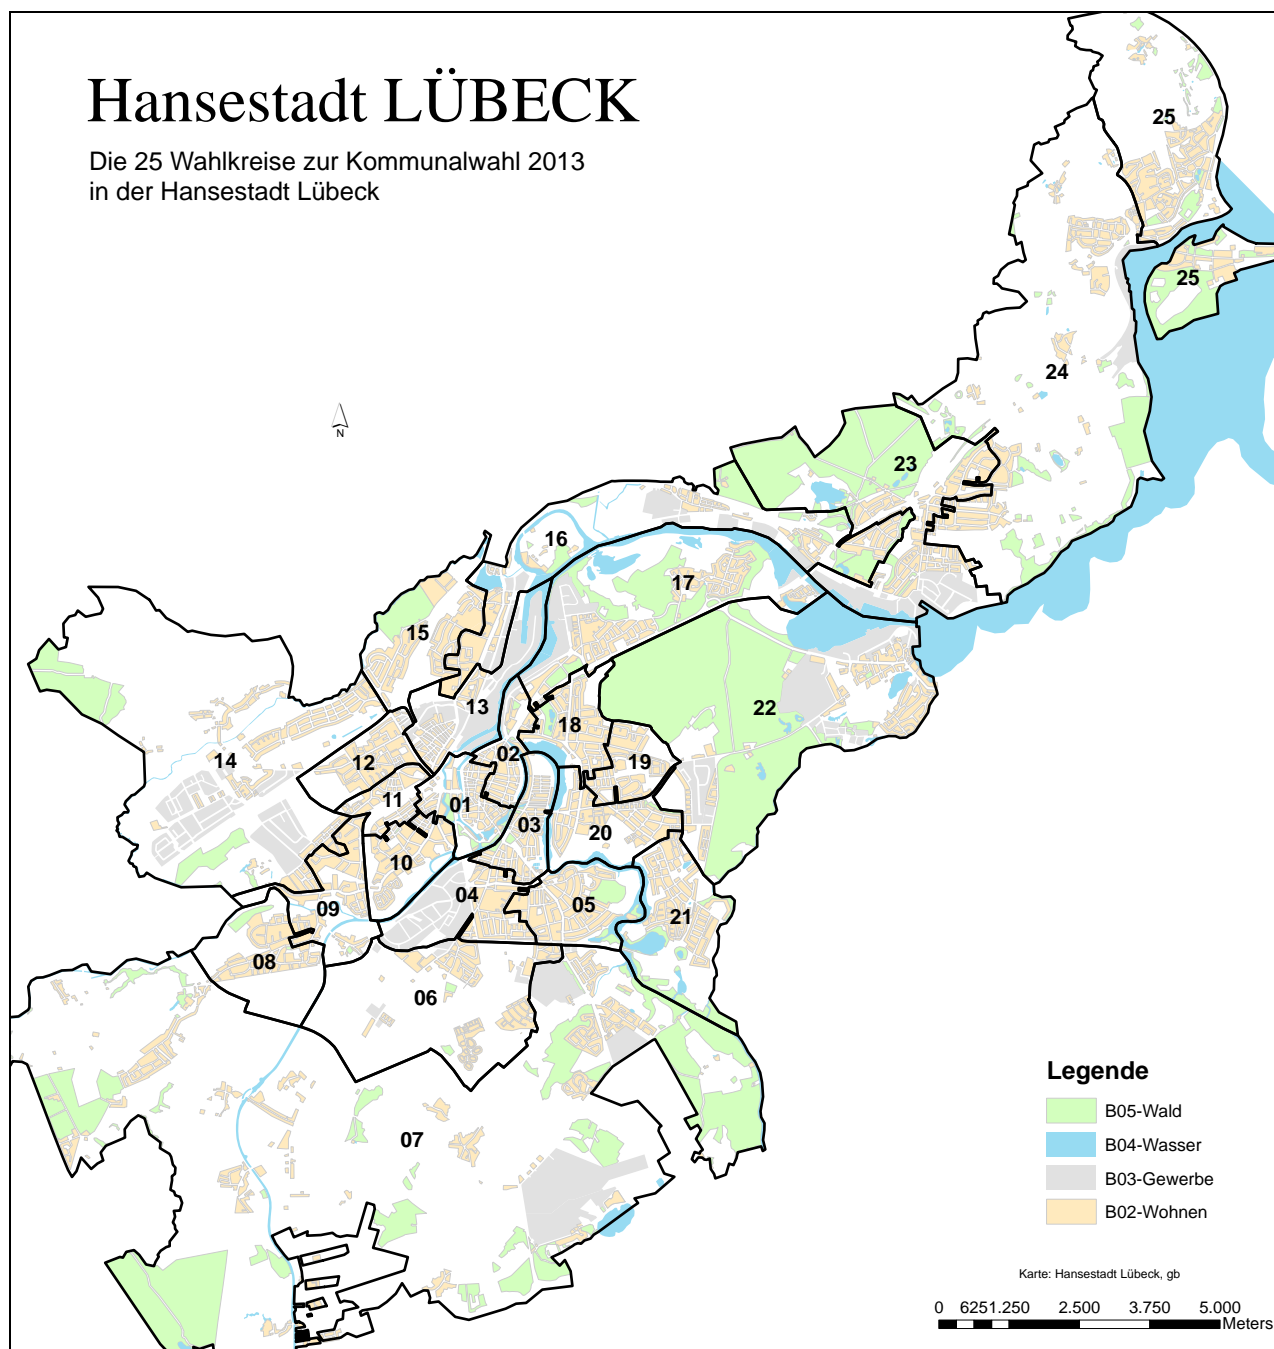 Hansestadt LÜBECK
Die 25 Wahlkreise zur Kommunalwahl 2013
in der Hansestadt Lübeck
25
25
24
N
23
16
17
15
13
22
18
02
14
12
19
11
01
03
20
10
04
05
09
21
08
06
07
Legende
B05-Wald
B04-Wasser
B03-Gewerbe
B02-Wohnen
Karte: Hansestadt Lübeck, gb
0 625 1.250 2.500 3.750 5.000
Meters